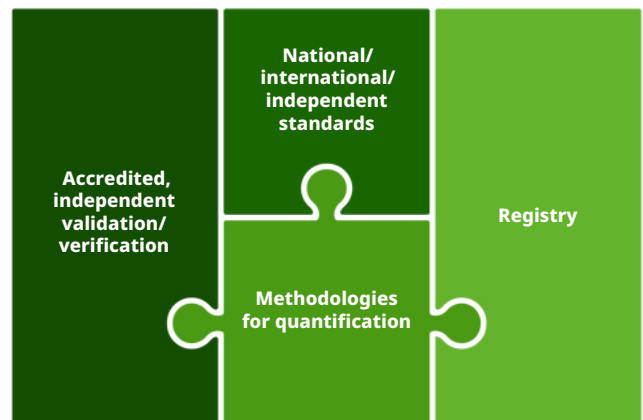 Accredited,
independent
validation/
verification
National/
international/
independent
standards
Methodologies
for quantification
Registry